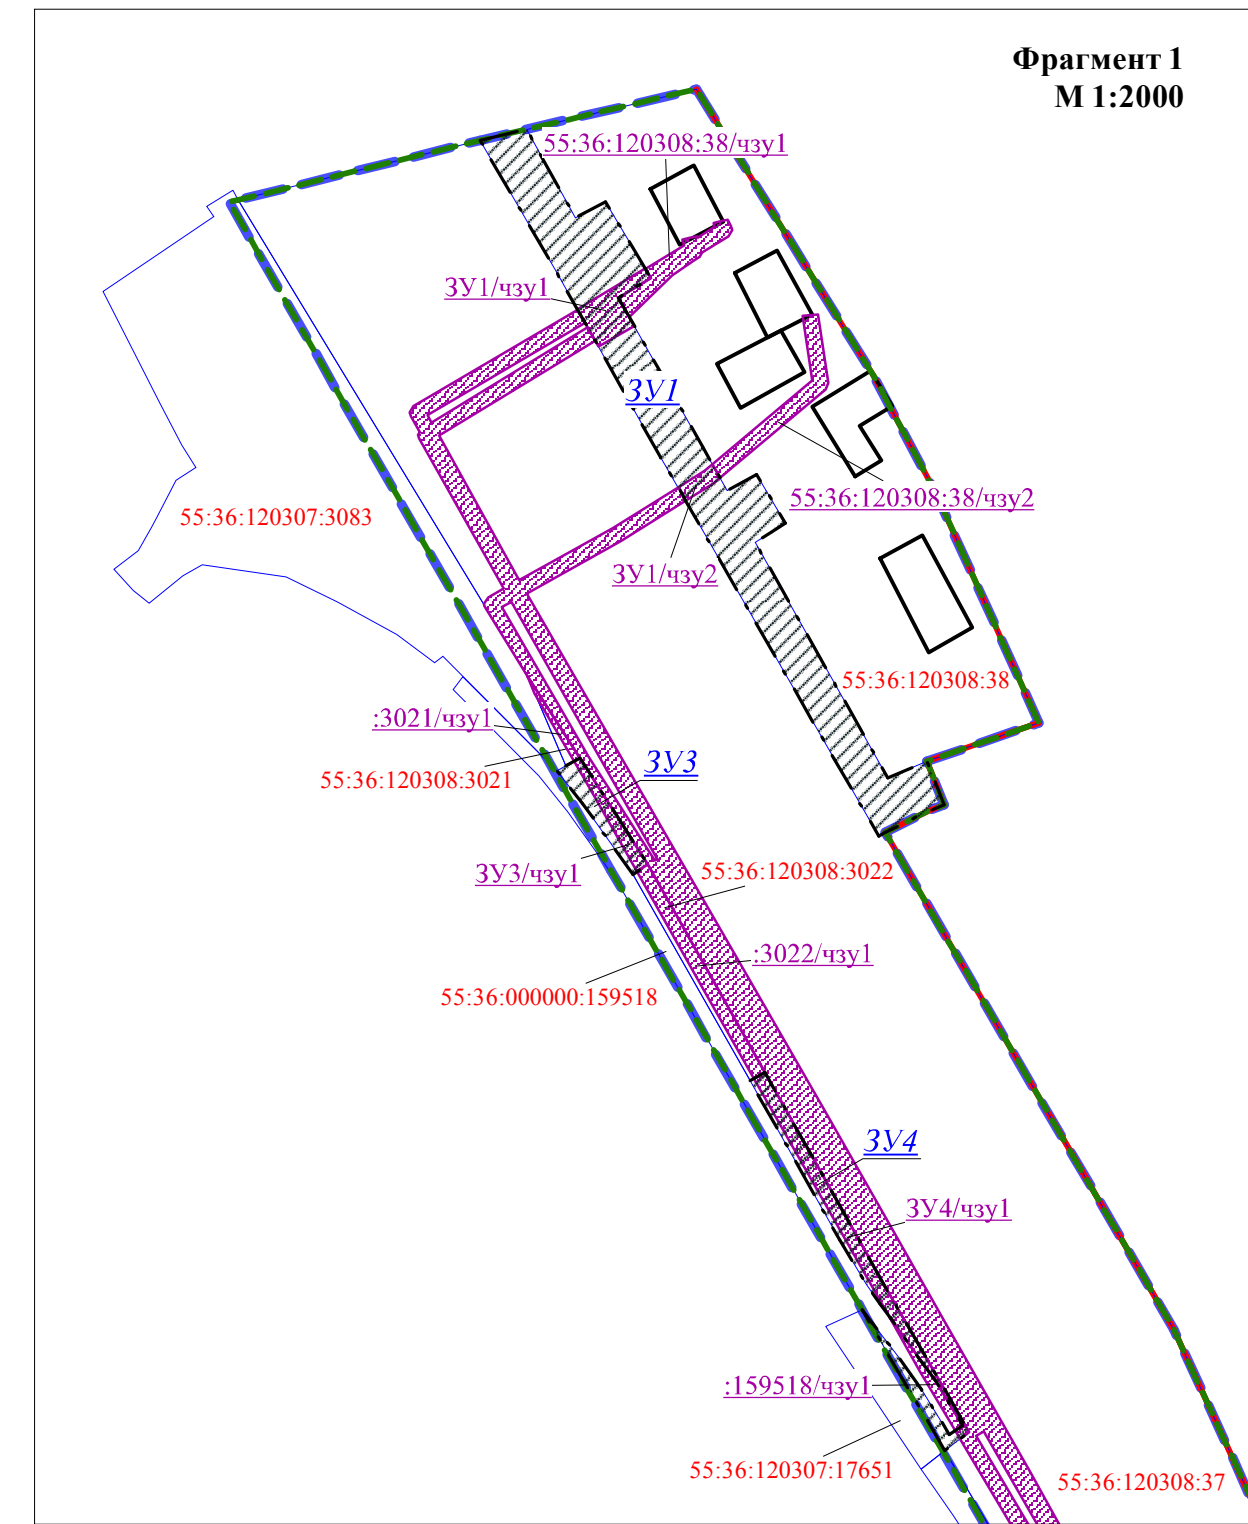 Фрагмент 1
М 1:2000
55:36:120308:38/чзу1
ЗУ1/чзу1
ЗУ1
55:36:120308:38/чзу2
55:36:120307:3083
ЗУ1/чзу2
55:36:120308:38
:3021/чзу1
ЗУ3
55:36:120308:3021
ЗУ3/чзу1
55:36:120308:3022
:3022/чзу1
55:36:000000:159518
ЗУ4
ЗУ4/чзу1
:159518/чзу1
55:36:120307:17651
55:36:120308:37